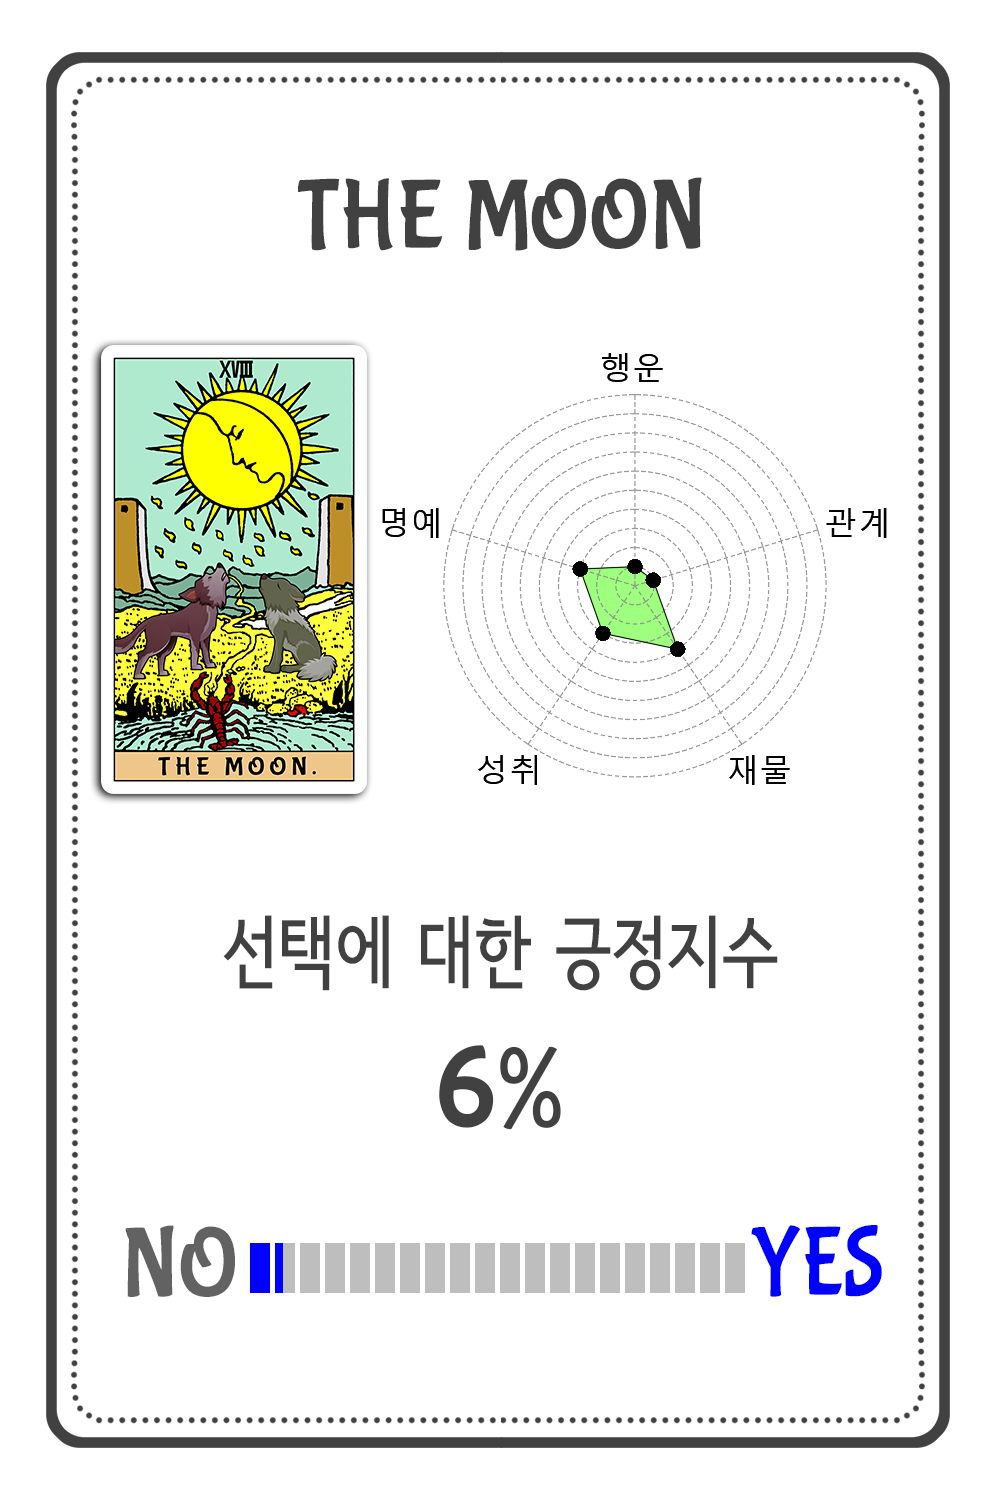 THE MOON
XVIII
THE MOON.
행운
명예
관계
성취
재물
선택에 대한 긍정지수
6%
NO YES